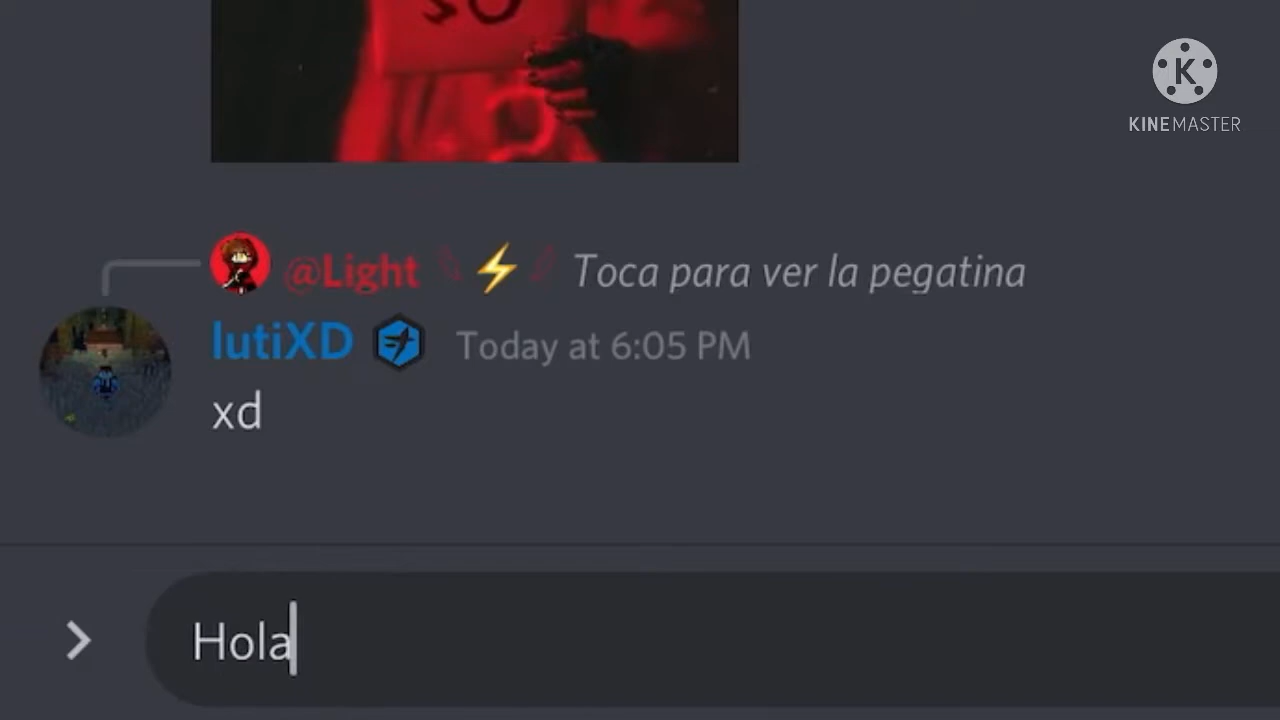 K
KINEMASTER
@Light ⚡ Toca para ver la pegatina
lutiXD Today at 6:05 PM
xd
Hola